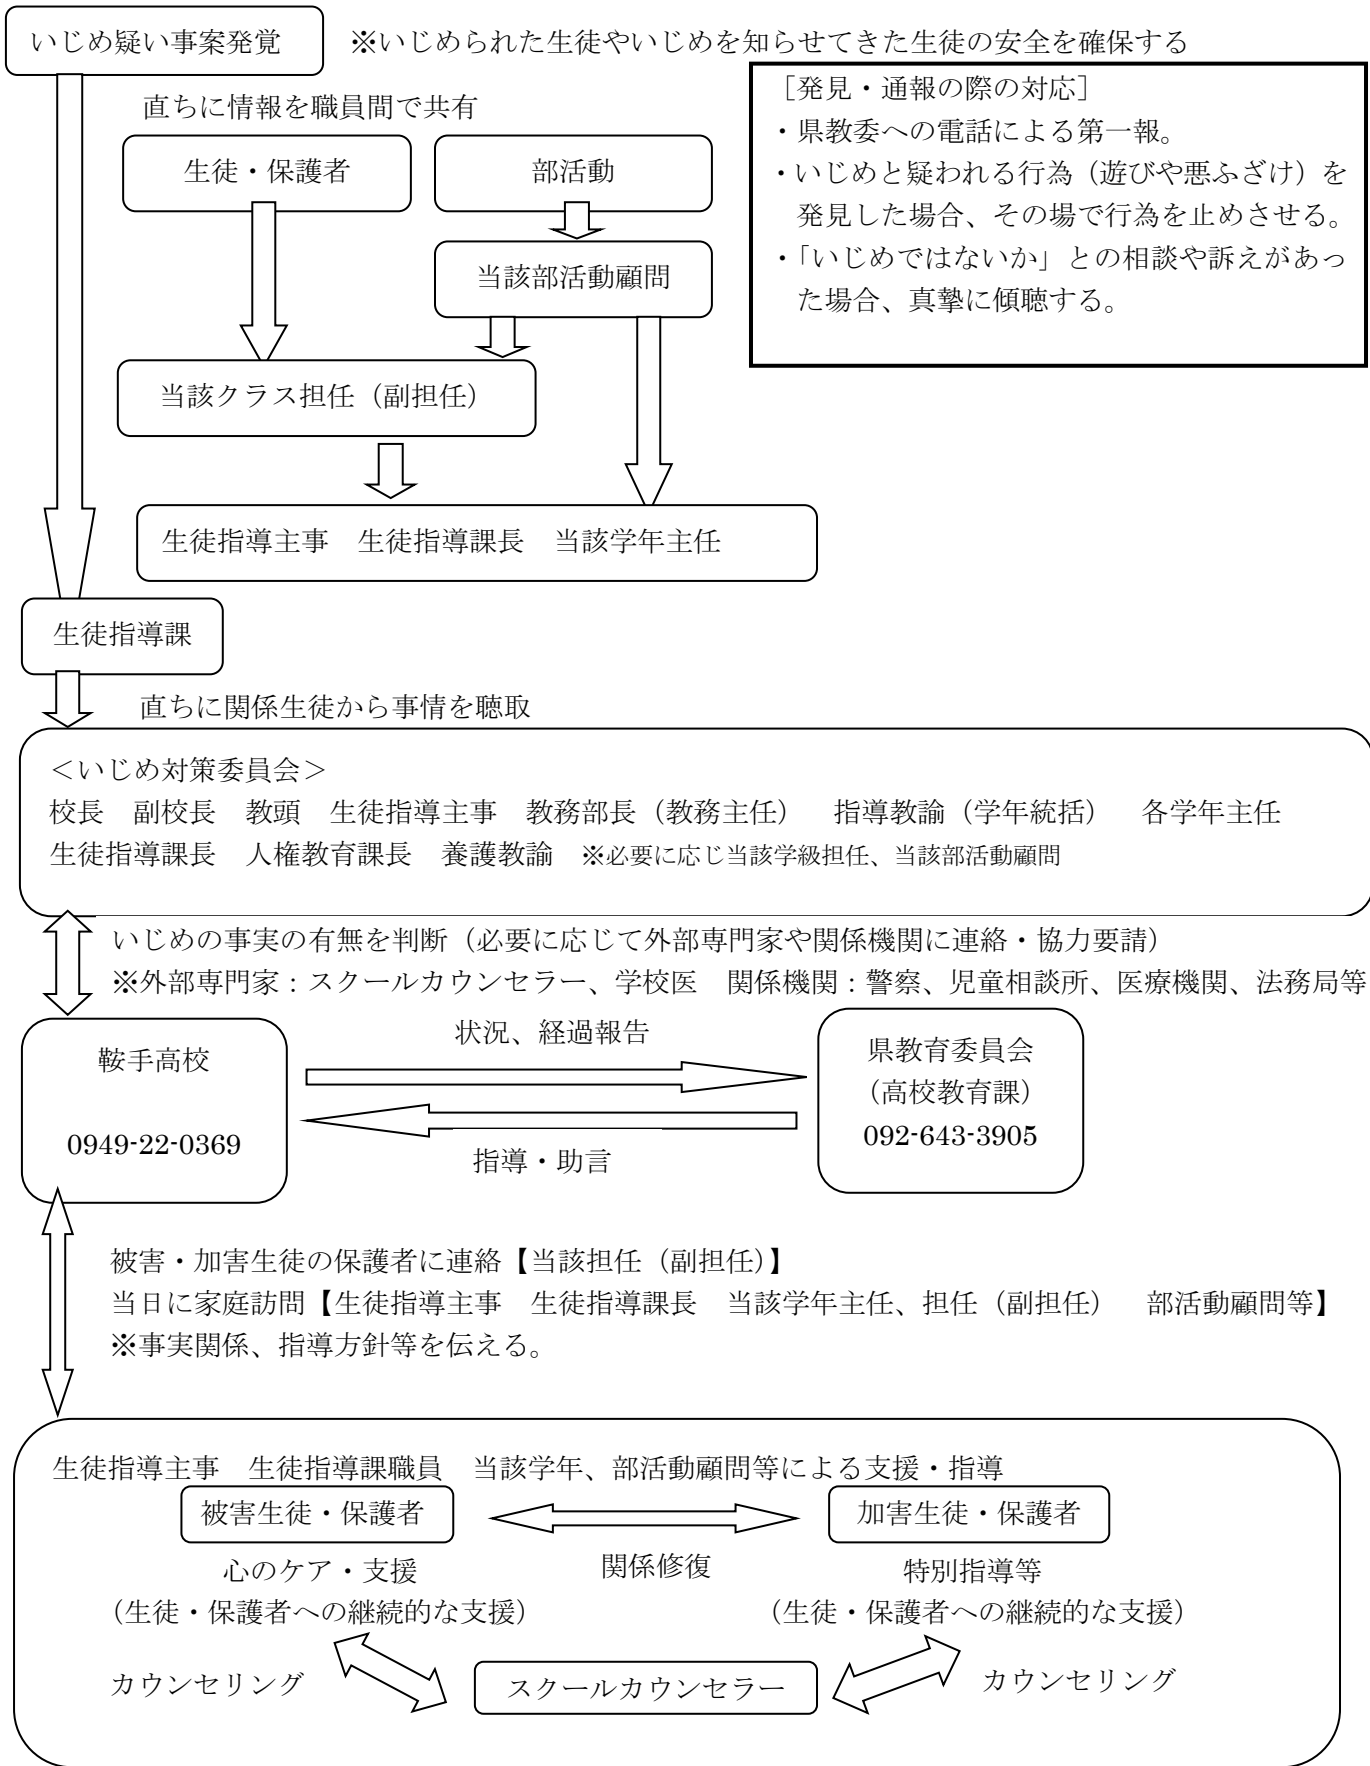 いじめ疑い事案発覚
※いじめられた生徒やいじめを知らせてきた生徒の安全を確保する
直ちに情報を職員間で共有
[発見・通報の際の対応]
・県教委への電話による第一報。
・いじめと疑われる行為（遊びや悪ふざけ）を
発見した場合、その場で行為を止めさせる。
・「いじめではないか」との相談や訴えがあっ
た場合、真摯に傾聴する。
生徒・保護者
部活動
当該部活動顧問
当該クラス担任（副担任）
生徒指導主事　生徒指導課長　当該学年主任
生徒指導課
直ちに関係生徒から事情を聴取
＜いじめ対策委員会＞
校長　副校長　教頭　生徒指導主事　教務部長（教務主任）　指導教諭（学年統括）　各学年主任
生徒指導課長　人権教育課長　養護教諭　※必要に応じ当該学級担任、当該部活動顧問
いじめの事実の有無を判断（必要に応じて外部専門家や関係機関に連絡・協力要請）
※外部専門家：スクールカウンセラー、学校医　関係機関：警察、児童相談所、医療機関、法務局等
鞍手高校
0949-22-0369
状況、経過報告
指導・助言
県教育委員会
（高校教育課）
092-643-3905
被害・加害生徒の保護者に連絡【当該担任（副担任）】
当日に家庭訪問【生徒指導主事　生徒指導課長　当該学年主任、担任（副担任）　部活動顧問等】
※事実関係、指導方針等を伝える。
生徒指導主事　生徒指導課職員　当該学年、部活動顧問等による支援・指導
被害生徒・保護者
加害生徒・保護者
心のケア・支援
関係修復
特別指導等
（生徒・保護者への継続的な支援）
（生徒・保護者への継続的な支援）
カウンセリング
スクールカウンセラー
カウンセリング